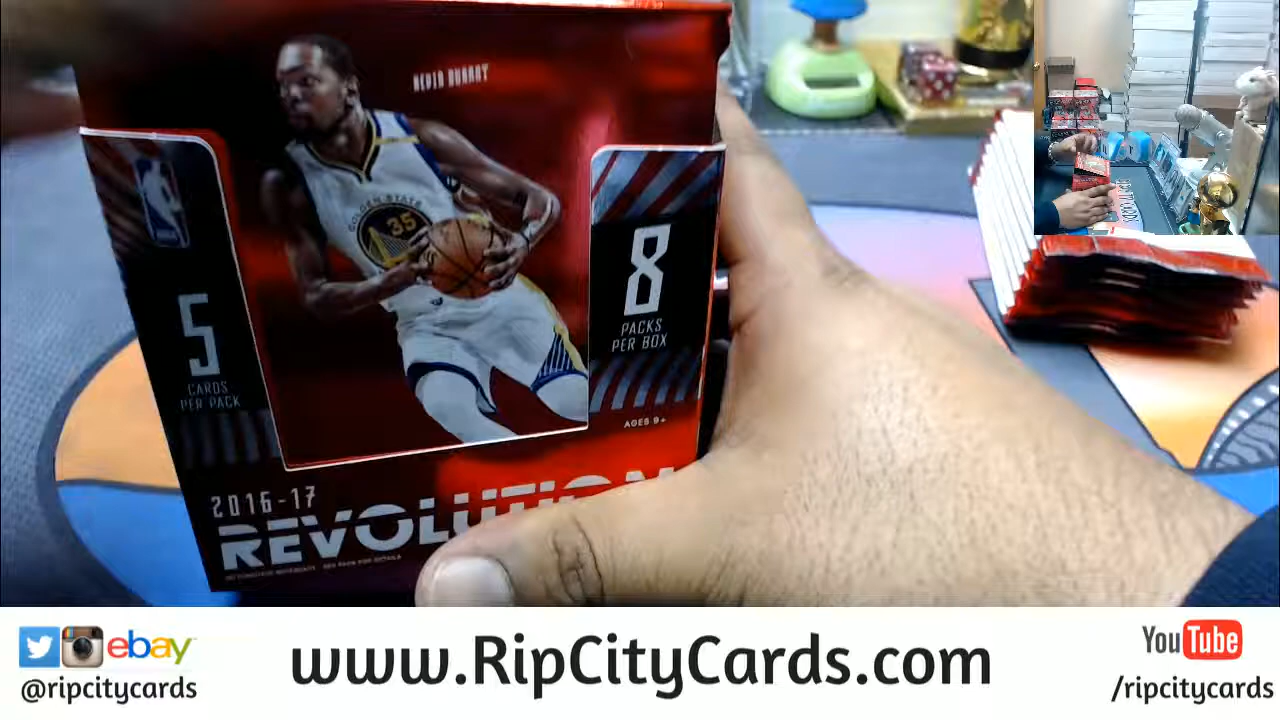 KEVIN DURANT
GOLDEN STATE
35
5
CARDS
PER PACK
8
PACKS
PER BOX
AGES 9+
2016-17
REVOLUTION
ebay
@ripcitycards
www.RipCityCards.com
YouTube
/ripcitycards